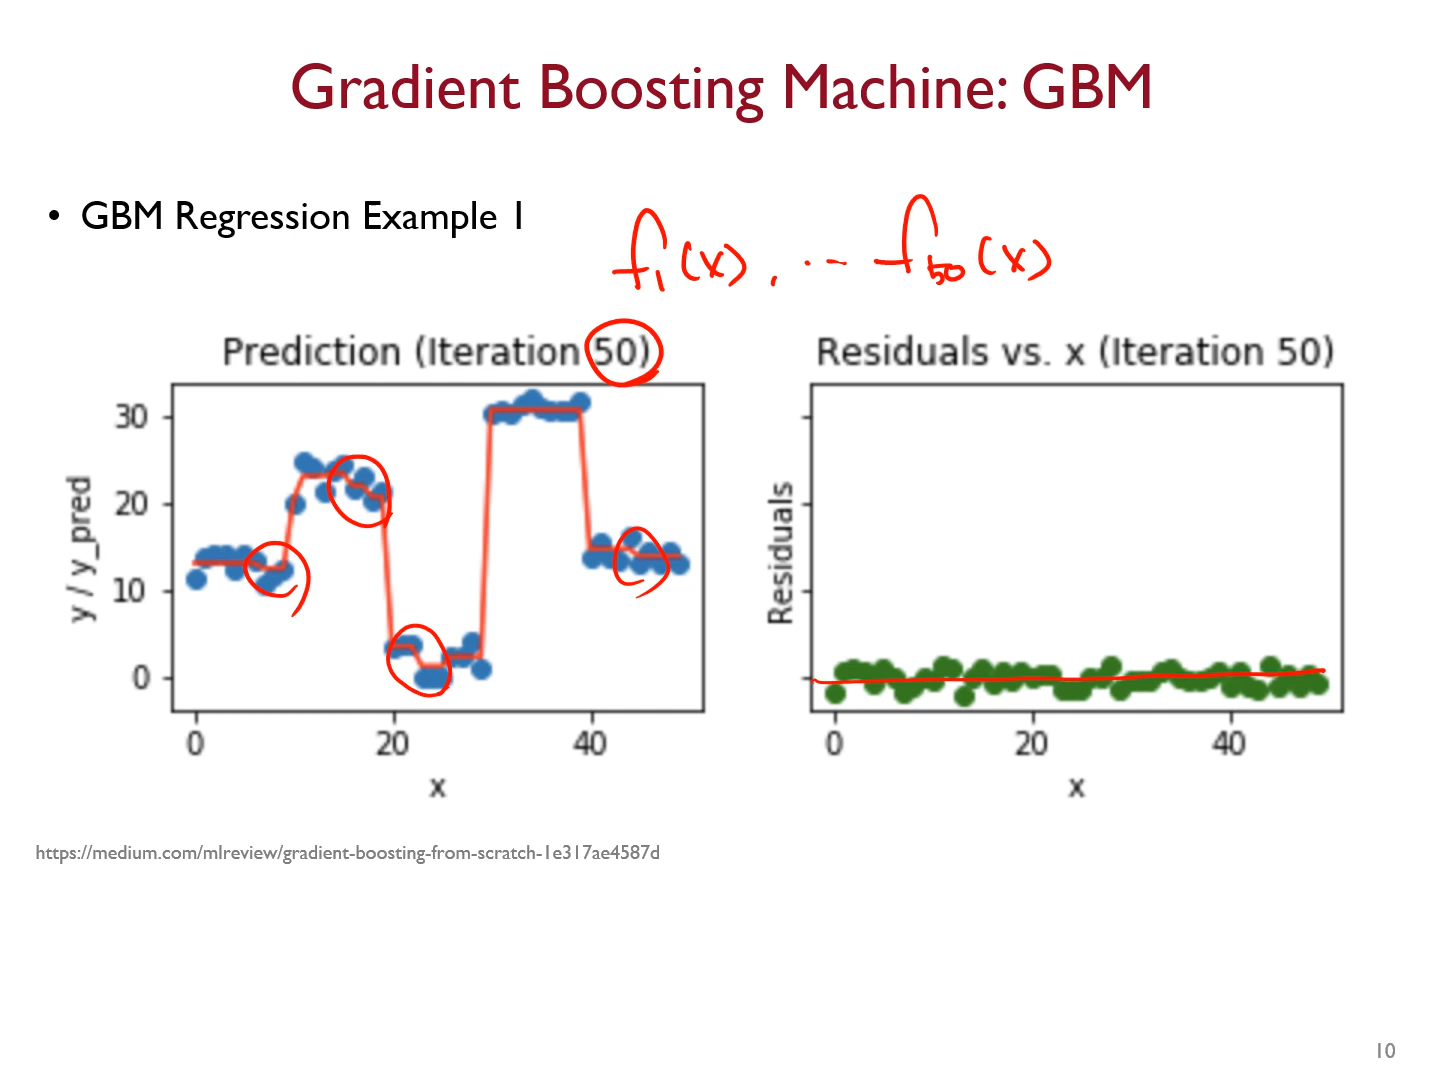 Gradient Boosting Machine: GBM
• GBM Regression Example 1
f₁(x), ... f₅₀(x)
Prediction (Iteration 50)
30
20
10
0
y / y_pred
0 20 40
x
Residuals vs. x (Iteration 50)
Residuals
0 20 40
x
https://medium.com/mlreview/gradient-boosting-from-scratch-1e317ae4587d
10